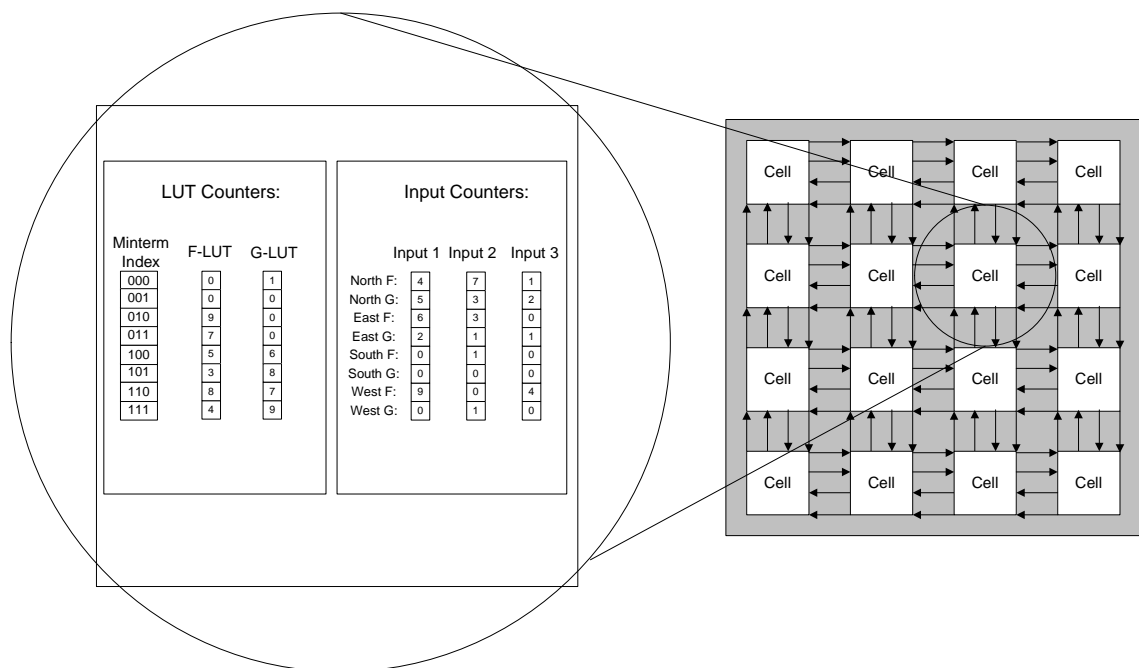 LUT Counters:
Minterm Index F-LUT G-LUT
000 0 1
001 0 0
010 9 0
011 7 0
100 5 6
101 3 8
110 8 7
111 4 9
Input Counters:
Input 1 Input 2 Input 3
North F: 4 7 1
North G: 5 3 2
East F: 6 3 0
East G: 2 1 1
South F: 0 1 0
South G: 0 0 0
West F: 9 0 4
West G: 0 1 0
Cell Cell Cell Cell
Cell Cell Cell Cell
Cell Cell Cell Cell
Cell Cell Cell Cell